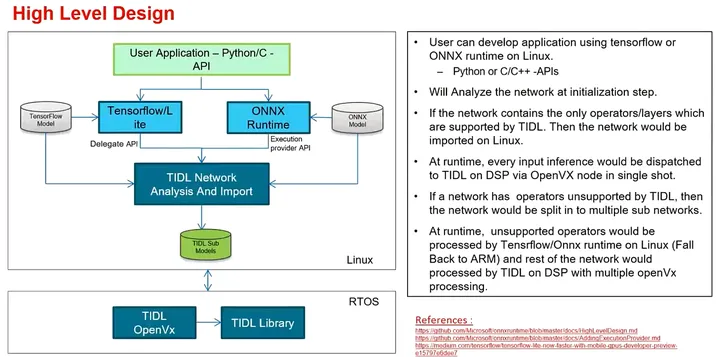 High Level Design
User Application – Python/C -
API
TensorFlow
Model
Tensorflow/L
ite
ONNX
Runtime
ONNX
Model
Delegate API
Execution
provider API
TIDL Network
Analysis And Import
TIDL Sub
Models
Linux
RTOS
TIDL
OpenVx
TIDL Library
• User can develop application using tensorflow or
ONNX runtime on Linux.
– Python or C/C++ -APIs
• Will Analyze the network at initialization step.
• If the network contains the only operators/layers which
are supported by TIDL. Then the network would be
imported on Linux.
• At runtime, every input inference would be dispatched
to TIDL on DSP via OpenVX node in single shot.
• If a network has operators unsupported by TIDL, then
the network would be split in to multiple sub networks.
• At runtime, unsupported operators would be
processed by Tensrflow/Onnx runtime on Linux (Fall
Back to ARM) and rest of the network would
processed by TIDL on DSP with multiple openVx
processing.
References :
https://github.com/Microsoft/onnxruntime/blob/master/docs/HighLevelDesign.md
https://github.com/Microsoft/onnxruntime/blob/master/docs/AddingExecutionProvider.md
https://medium.com/tensorflow/tensorflow-lite-now-faster-with-mobile-gpus-developer-preview-
e15797e6dee7